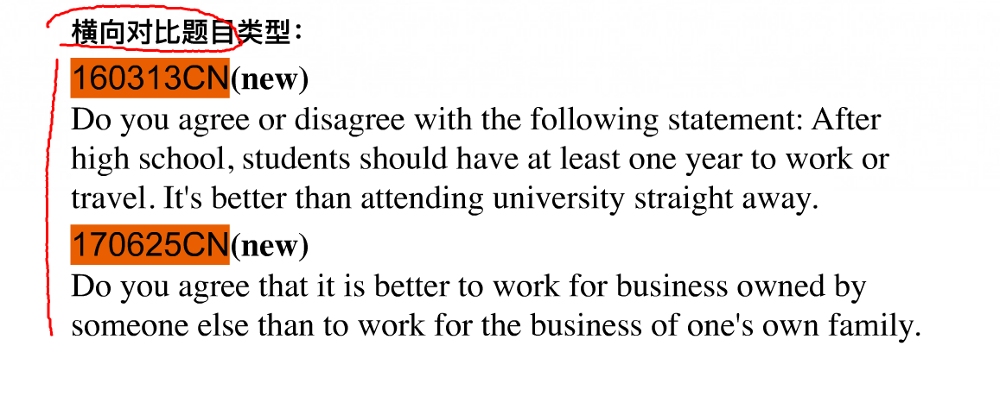 横向对比题目类型：
160313CN(new)
Do you agree or disagree with the following statement: After
high school, students should have at least one year to work or
travel. It's better than attending university straight away.
170625CN(new)
Do you agree that it is better to work for business owned by
someone else than to work for the business of one's own family.